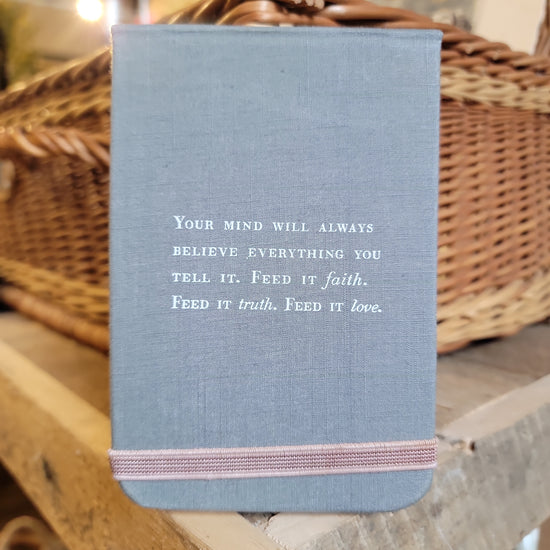 Your mind will always
believe everything you
tell it. Feed it faith.
Feed it truth. Feed it love.